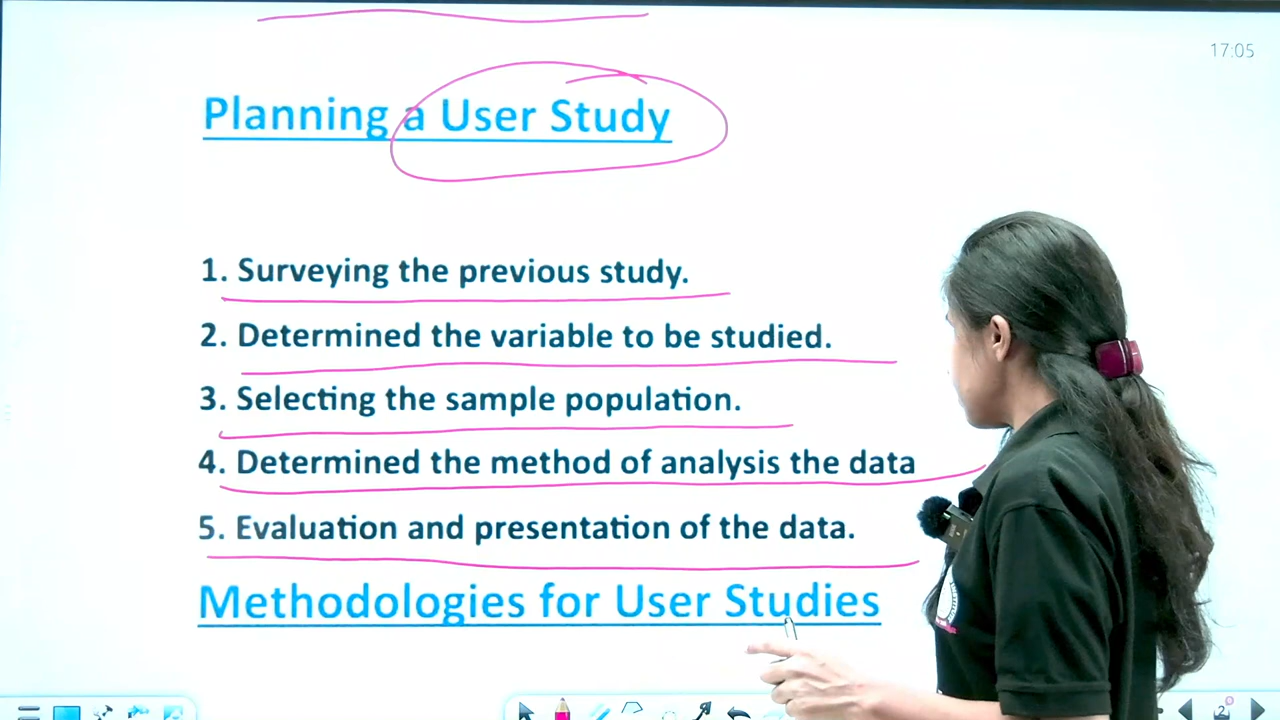 17:05
Planning a User Study
1. Surveying the previous study.
2. Determined the variable to be studied.
3. Selecting the sample population.
4. Determined the method of analysis the data
5. Evaluation and presentation of the data.
Methodologies for User Studies
2